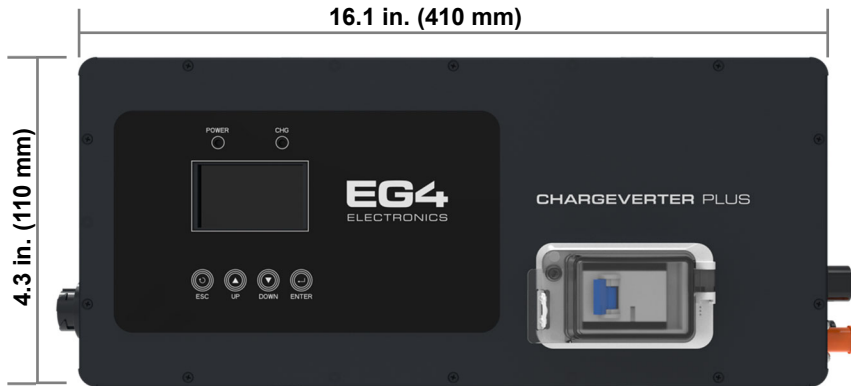 16.1 in. (410 mm)
4.3 in. (110 mm)
POWER CHG
EG4
ELECTRONICS
CHARGEVERTER PLUS
ESC UP DOWN ENTER